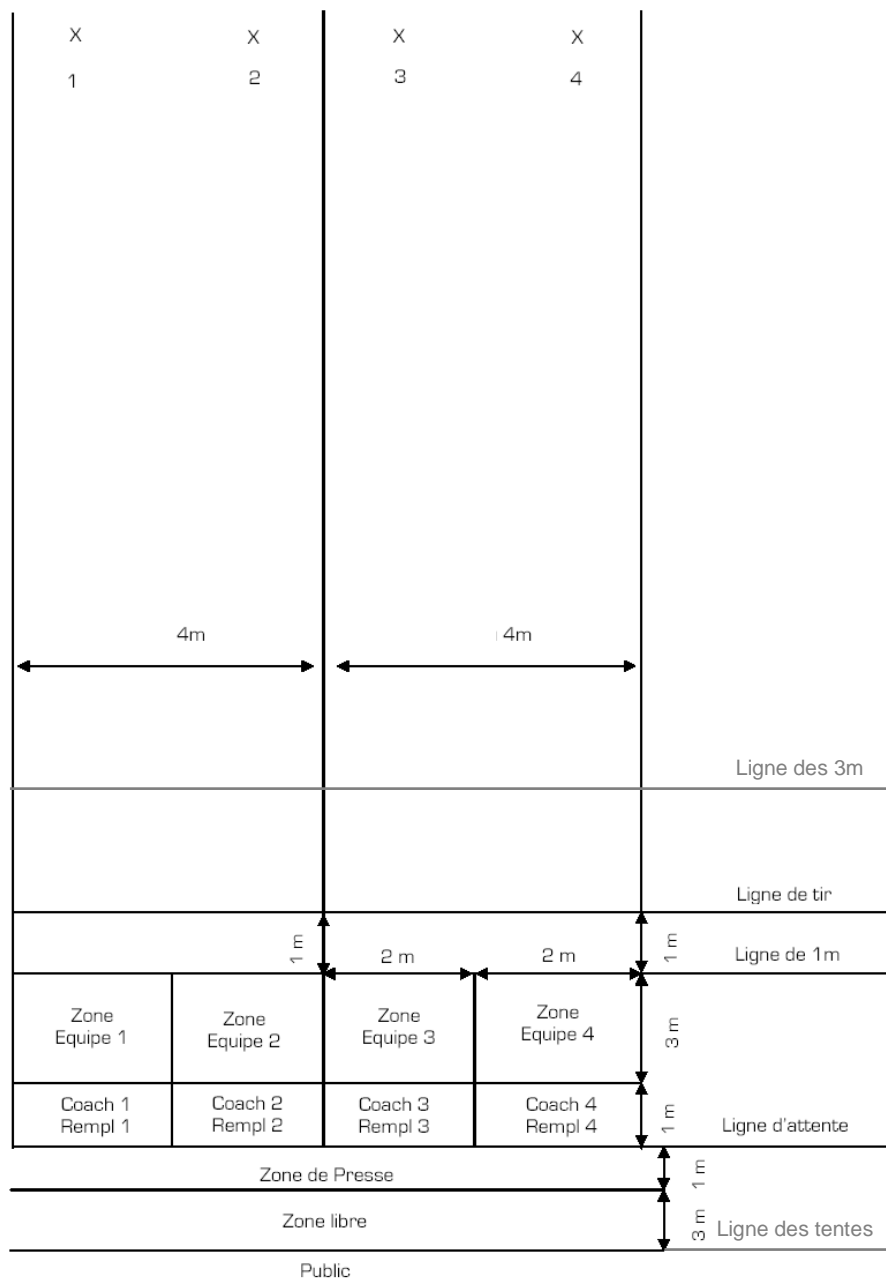 X X X X
1 2 3 4
4m 4m
Ligne des 3m
Ligne de tir
1 m 2 m 2 m 1 m Ligne de 1m
Zone Zone Zone Zone
Equipe 1 Equipe 2 Equipe 3 Equipe 4
3 m
Coach 1 Coach 2 Coach 3 Coach 4
Rempl 1 Rempl 2 Rempl 3 Rempl 4
1 m Ligne d'attente
Zone de Presse
1 m
Zone libre
3 m Ligne des tentes
Public